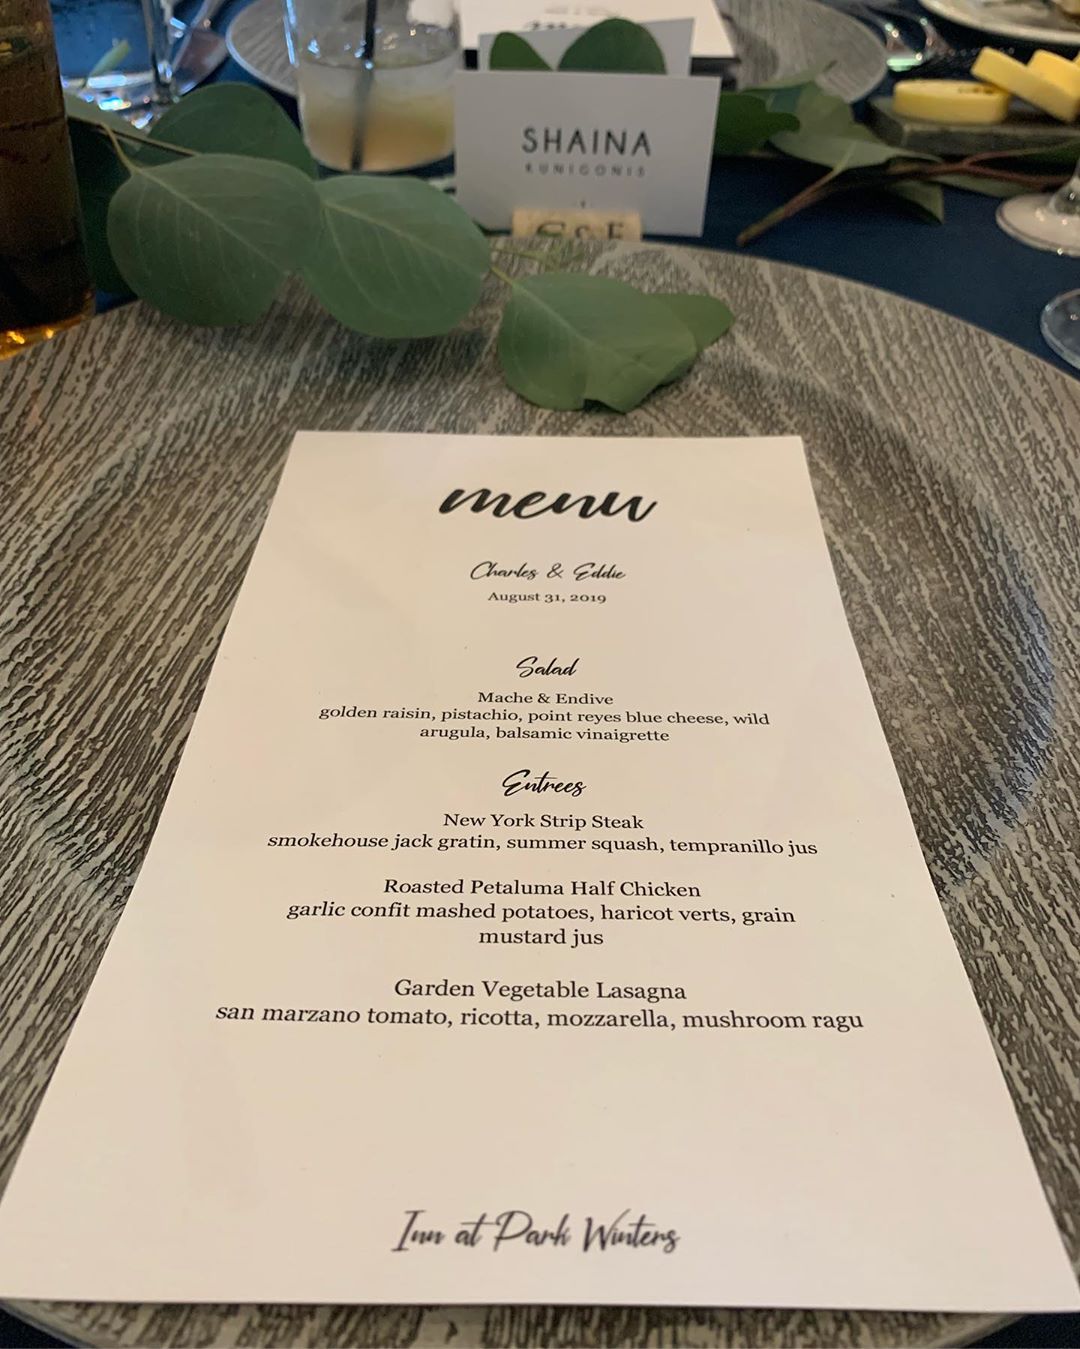 SHAINA
KUNIGONIS
C & E
menu
Charles & Eddie
August 31, 2019
Salad
Mache & Endive
golden raisin, pistachio, point reyes blue cheese, wild
arugula, balsamic vinaigrette
Entrees
New York Strip Steak
smokehouse jack gratin, summer squash, tempranillo jus
Roasted Petaluma Half Chicken
garlic confit mashed potatoes, haricot verts, grain
mustard jus
Garden Vegetable Lasagna
san marzano tomato, ricotta, mozzarella, mushroom ragu
Inn at Park Winters